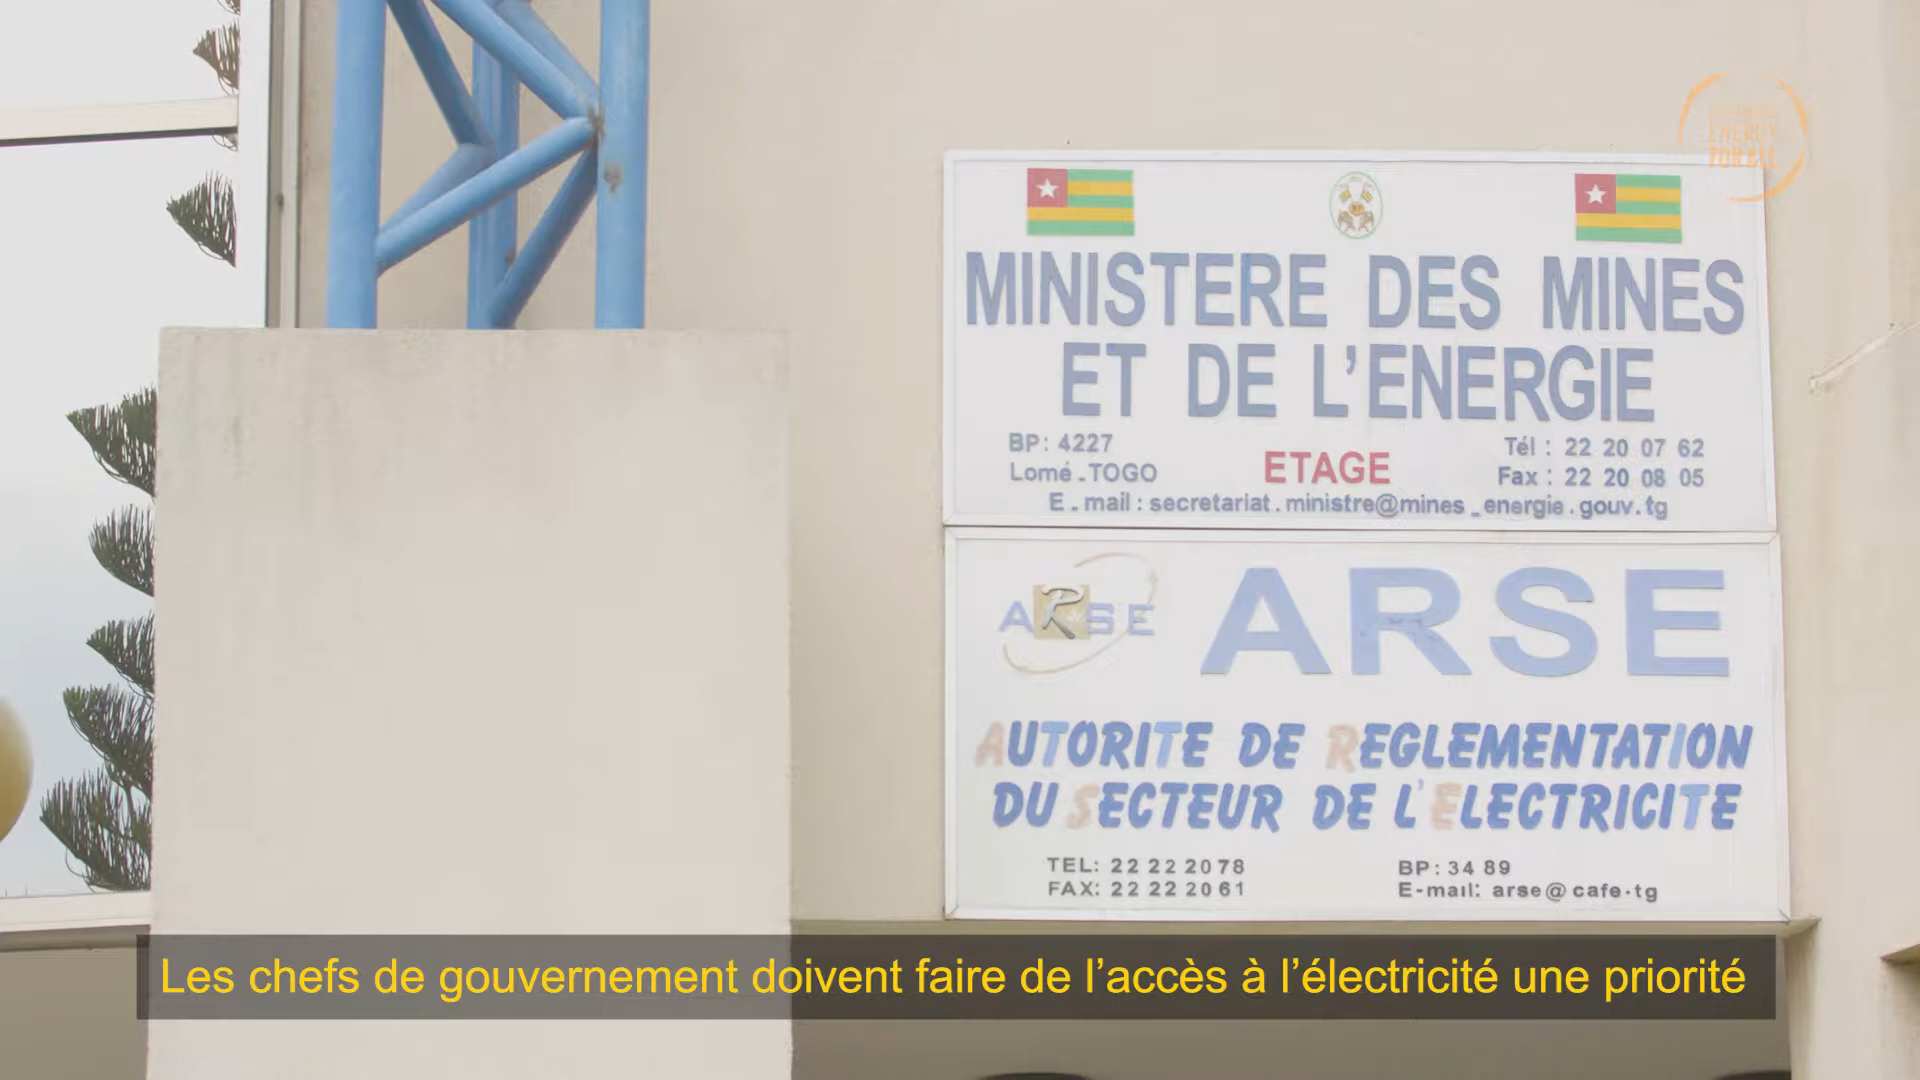 ENERGY
FOR ALL
MINISTERE DES MINES
ET DE L'ENERGIE
BP: 4227
Lomé - TOGO
ETAGE
Tél : 22 20 07 62
Fax : 22 20 08 05
E - mail : secretariat . ministre@mines _ energie . gouv . tg
ARSE
ARSE
AUTORITE DE REGLEMENTATION
DU SECTEUR DE L'ELECTRICITE
TEL: 22 22 20 78
FAX: 22 22 20 61
BP: 34 89
E-mail: arse@cafe.tg
Les chefs de gouvernement doivent faire de l’accès à l’électricité une priorité